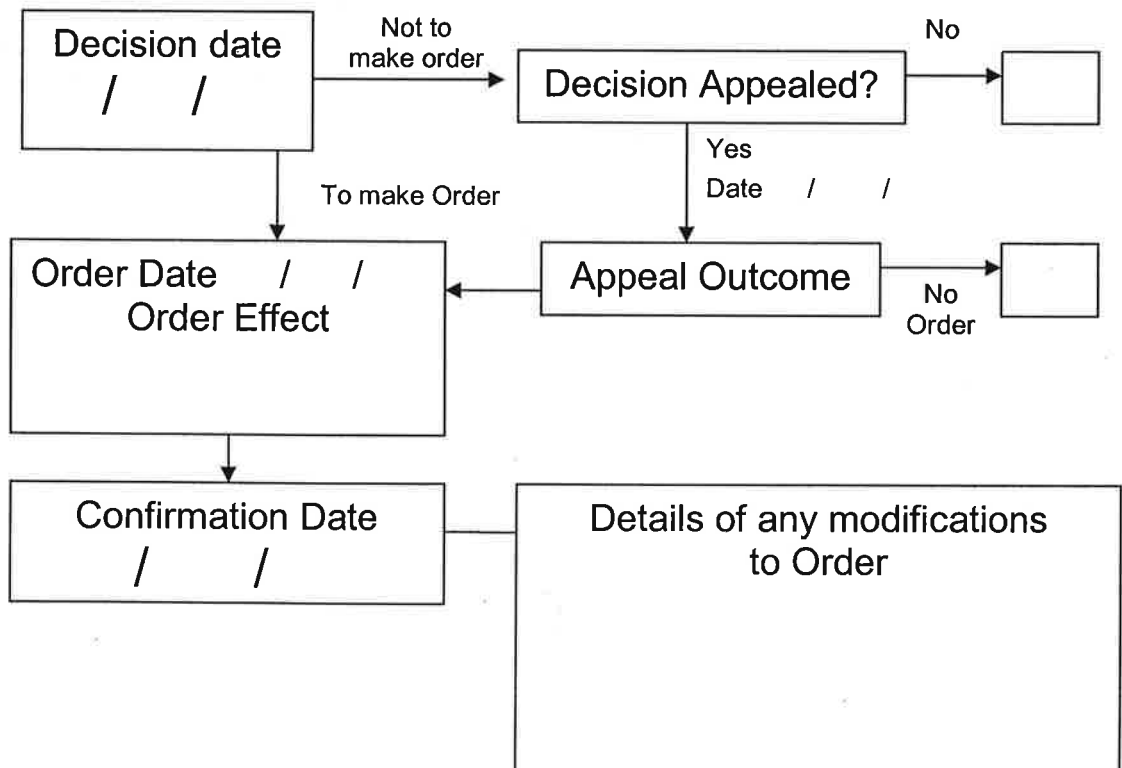 Decision date
/ /
Not to
make order
Decision Appealed?
No
Yes
Date / /
To make Order
Order Date / /
Order Effect
Appeal Outcome
No
Order
Confirmation Date
/ /
Details of any modifications
to Order